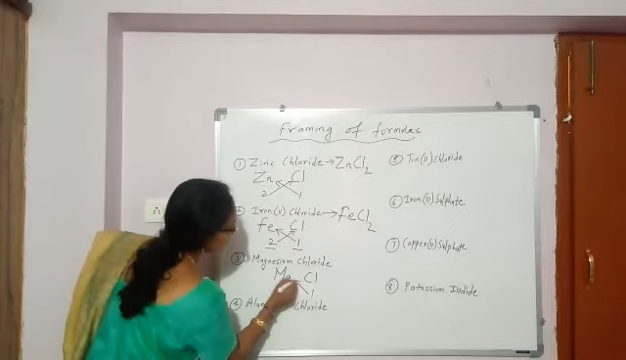 Framing of formulas
① Zinc Chloride → ZnCl2
Zn Cl
2 1
Iron(II) Chloride → FeCl2
Fe Cl
2 1
③ Magnesium Chloride
Mg Cl
1
④ Chloride
⑤ Tin(II) Chloride
⑥ Iron(II) Sulphate
⑦ Copper(II) Sulphate
⑧ Potassium Iodide